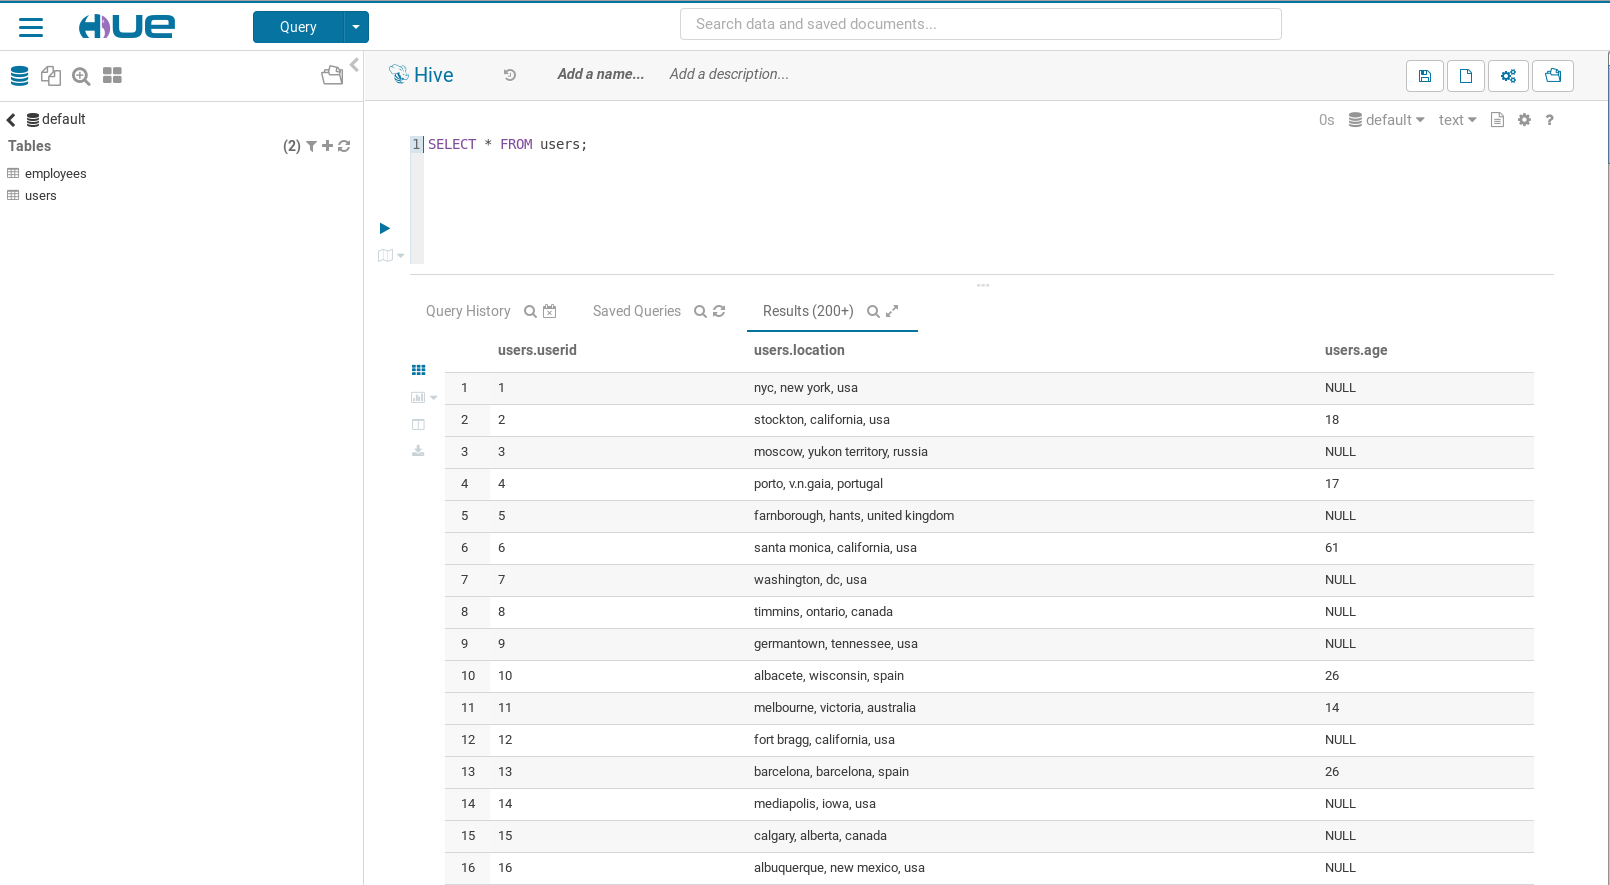 HUE
Query
Search data and saved documents...
Hive
Add a name...
Add a description...
default
0s
default
text
?
Tables
(2)
employees
users
1
SELECT * FROM users;
Query History
Saved Queries
Results (200+)
users.userid users.location users.age
1 1 nyc, new york, usa NULL
2 2 stockton, california, usa 18
3 3 moscow, yukon territory, russia NULL
4 4 porto, v.n.gaia, portugal 17
5 5 farnborough, hants, united kingdom NULL
6 6 santa monica, california, usa 61
7 7 washington, dc, usa NULL
8 8 timmins, ontario, canada NULL
9 9 germantown, tennessee, usa NULL
10 10 albacete, wisconsin, spain 26
11 11 melbourne, victoria, australia 14
12 12 fort bragg, california, usa NULL
13 13 barcelona, barcelona, spain 26
14 14 mediapolis, iowa, usa NULL
15 15 calgary, alberta, canada NULL
16 16 albuquerque, new mexico, usa NULL